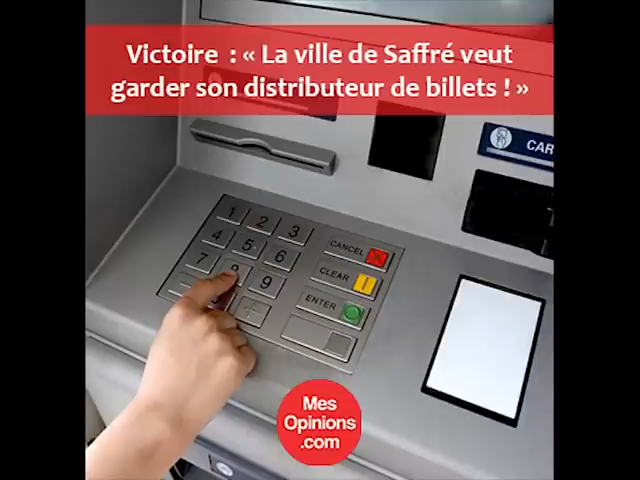 Victoire : « La ville de Saffré veut
garder son distributeur de billets ! »
CAR
1 2 3
CANCEL
4 5 6
CLEAR
7 8 9
ENTER
Mes
Opinions
.com